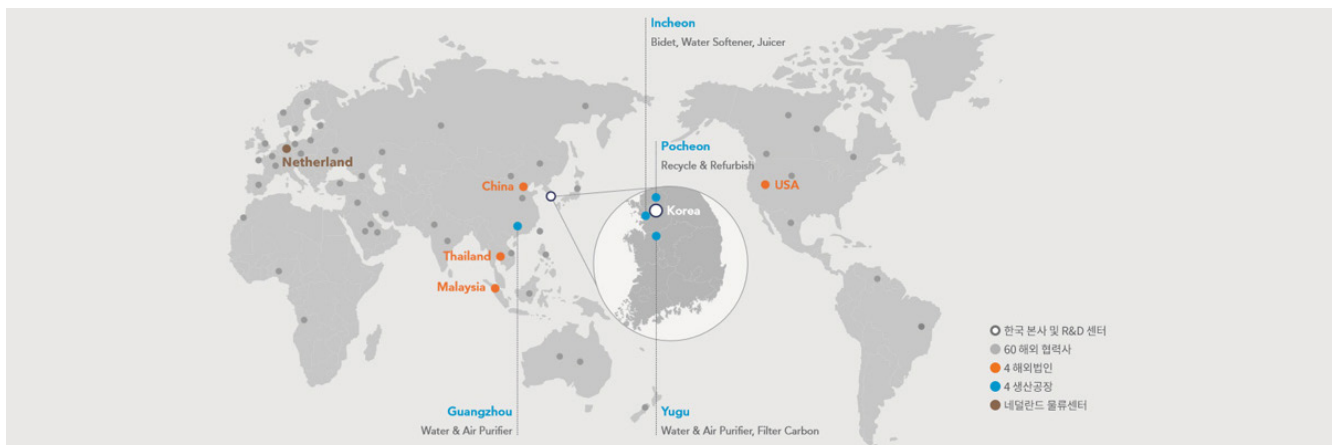 Incheon
Bidet, Water Softener, Juicer
Pocheon
Recycle & Refurbish
Netherland
China
USA
Korea
Thailand
Malaysia
Guangzhou
Water & Air Purifier
Yugu
Water & Air Purifier, Filter Carbon
한국 본사 및 R&D 센터
60 해외 협력사
4 해외법인
4 생산공장
네덜란드 물류센터